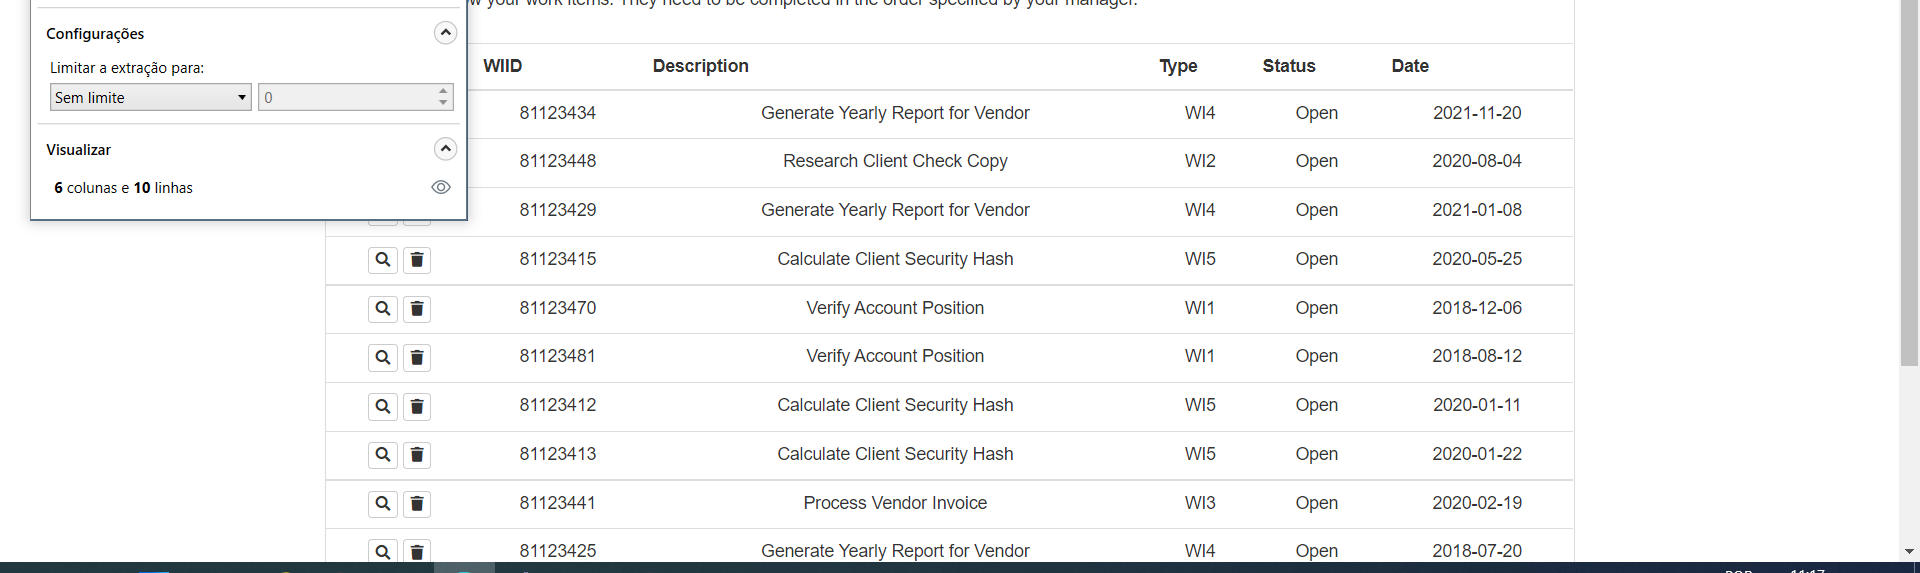 w your work items. They need to be completed in the order specified by your manager.
Configurações
Limitar a extração para:
Sem limite 0
Visualizar
6 colunas e 10 linhas
WIID Description Type Status Date
81123434 Generate Yearly Report for Vendor WI4 Open 2021-11-20
81123448 Research Client Check Copy WI2 Open 2020-08-04
81123429 Generate Yearly Report for Vendor WI4 Open 2021-01-08
81123415 Calculate Client Security Hash WI5 Open 2020-05-25
81123470 Verify Account Position WI1 Open 2018-12-06
81123481 Verify Account Position WI1 Open 2018-08-12
81123412 Calculate Client Security Hash WI5 Open 2020-01-11
81123413 Calculate Client Security Hash WI5 Open 2020-01-22
81123441 Process Vendor Invoice WI3 Open 2020-02-19
81123425 Generate Yearly Report for Vendor WI4 Open 2018-07-20